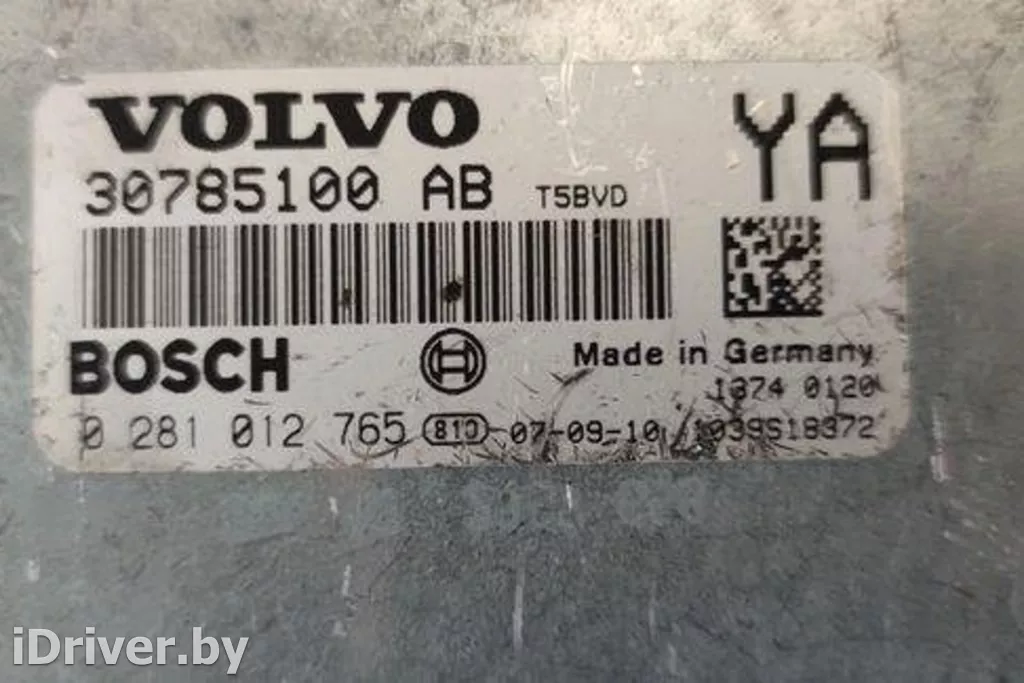 VOLVO
YA
30785100 AB T5BVD
BOSCH
Made in Germany
1374 0120
0 281 012 765 810 07-09-10 1039S18372
iDriver.by